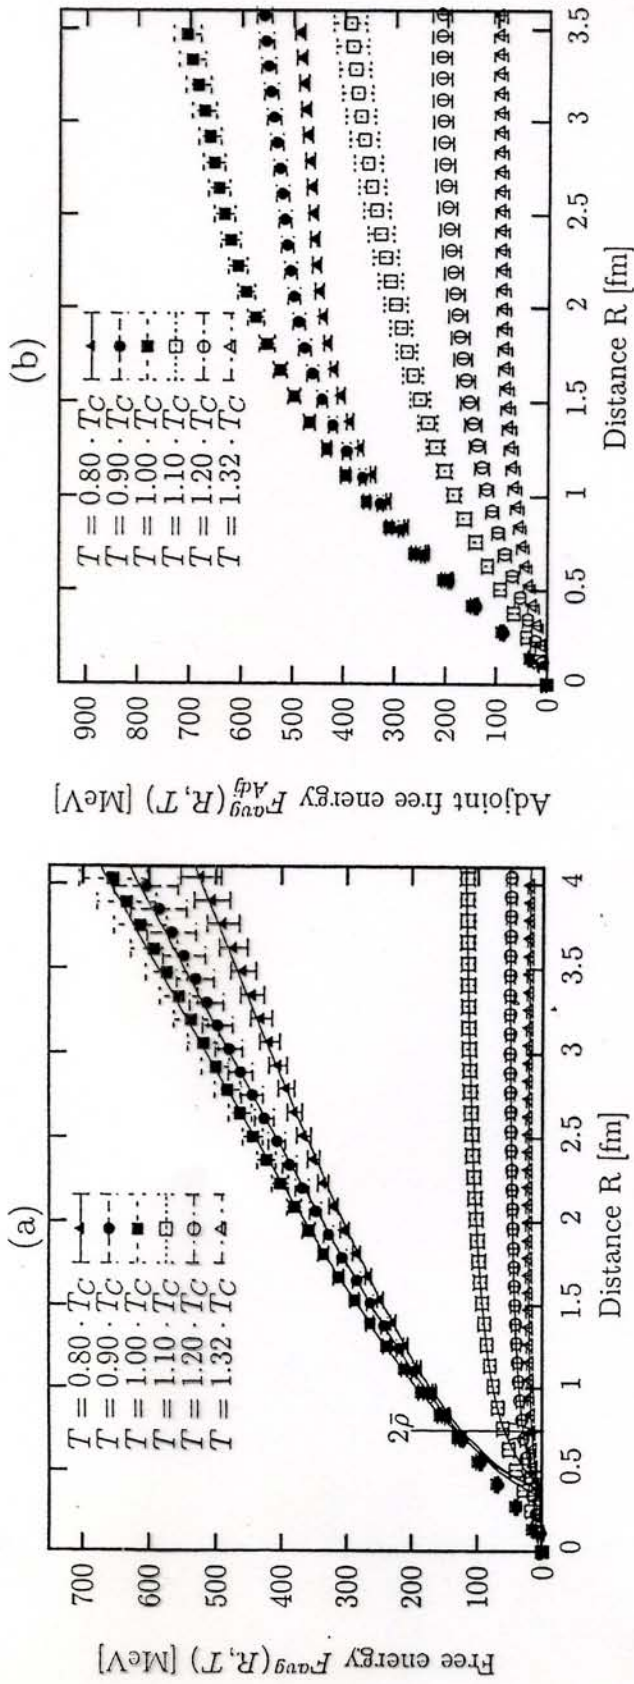 (a)
Free energy F^{avg}(R, T) [MeV]
700
600
500
400
300
200
100
0
T = 0.80 · T_C
T = 0.90 · T_C
T = 1.00 · T_C
T = 1.10 · T_C
T = 1.20 · T_C
T = 1.32 · T_C
2ρ̄
0 0.5 1 1.5 2 2.5 3 3.5 4
Distance R [fm]
(b)
Adjoint free energy F^{avg}_{Adj}(R, T) [MeV]
900
800
700
600
500
400
300
200
100
0
T = 0.80 · T_C
T = 0.90 · T_C
T = 1.00 · T_C
T = 1.10 · T_C
T = 1.20 · T_C
T = 1.32 · T_C
0 0.5 1 1.5 2 2.5 3 3.5
Distance R [fm]